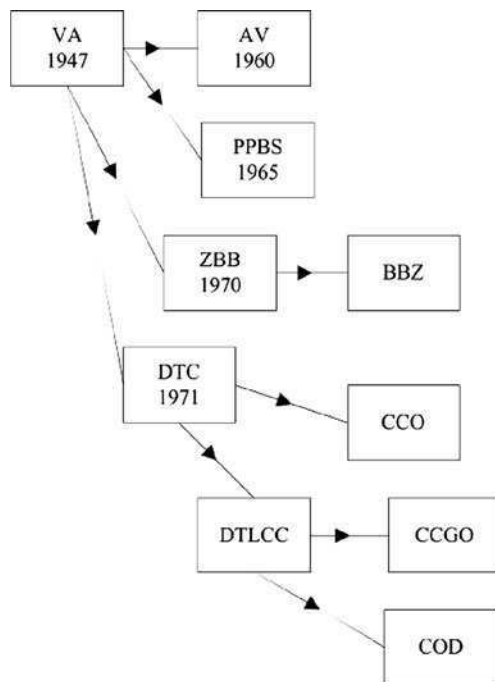 VA
1947
AV
1960
PPBS
1965
ZBB
1970
BBZ
DTC
1971
CCO
DTLCC
CCGO
COD